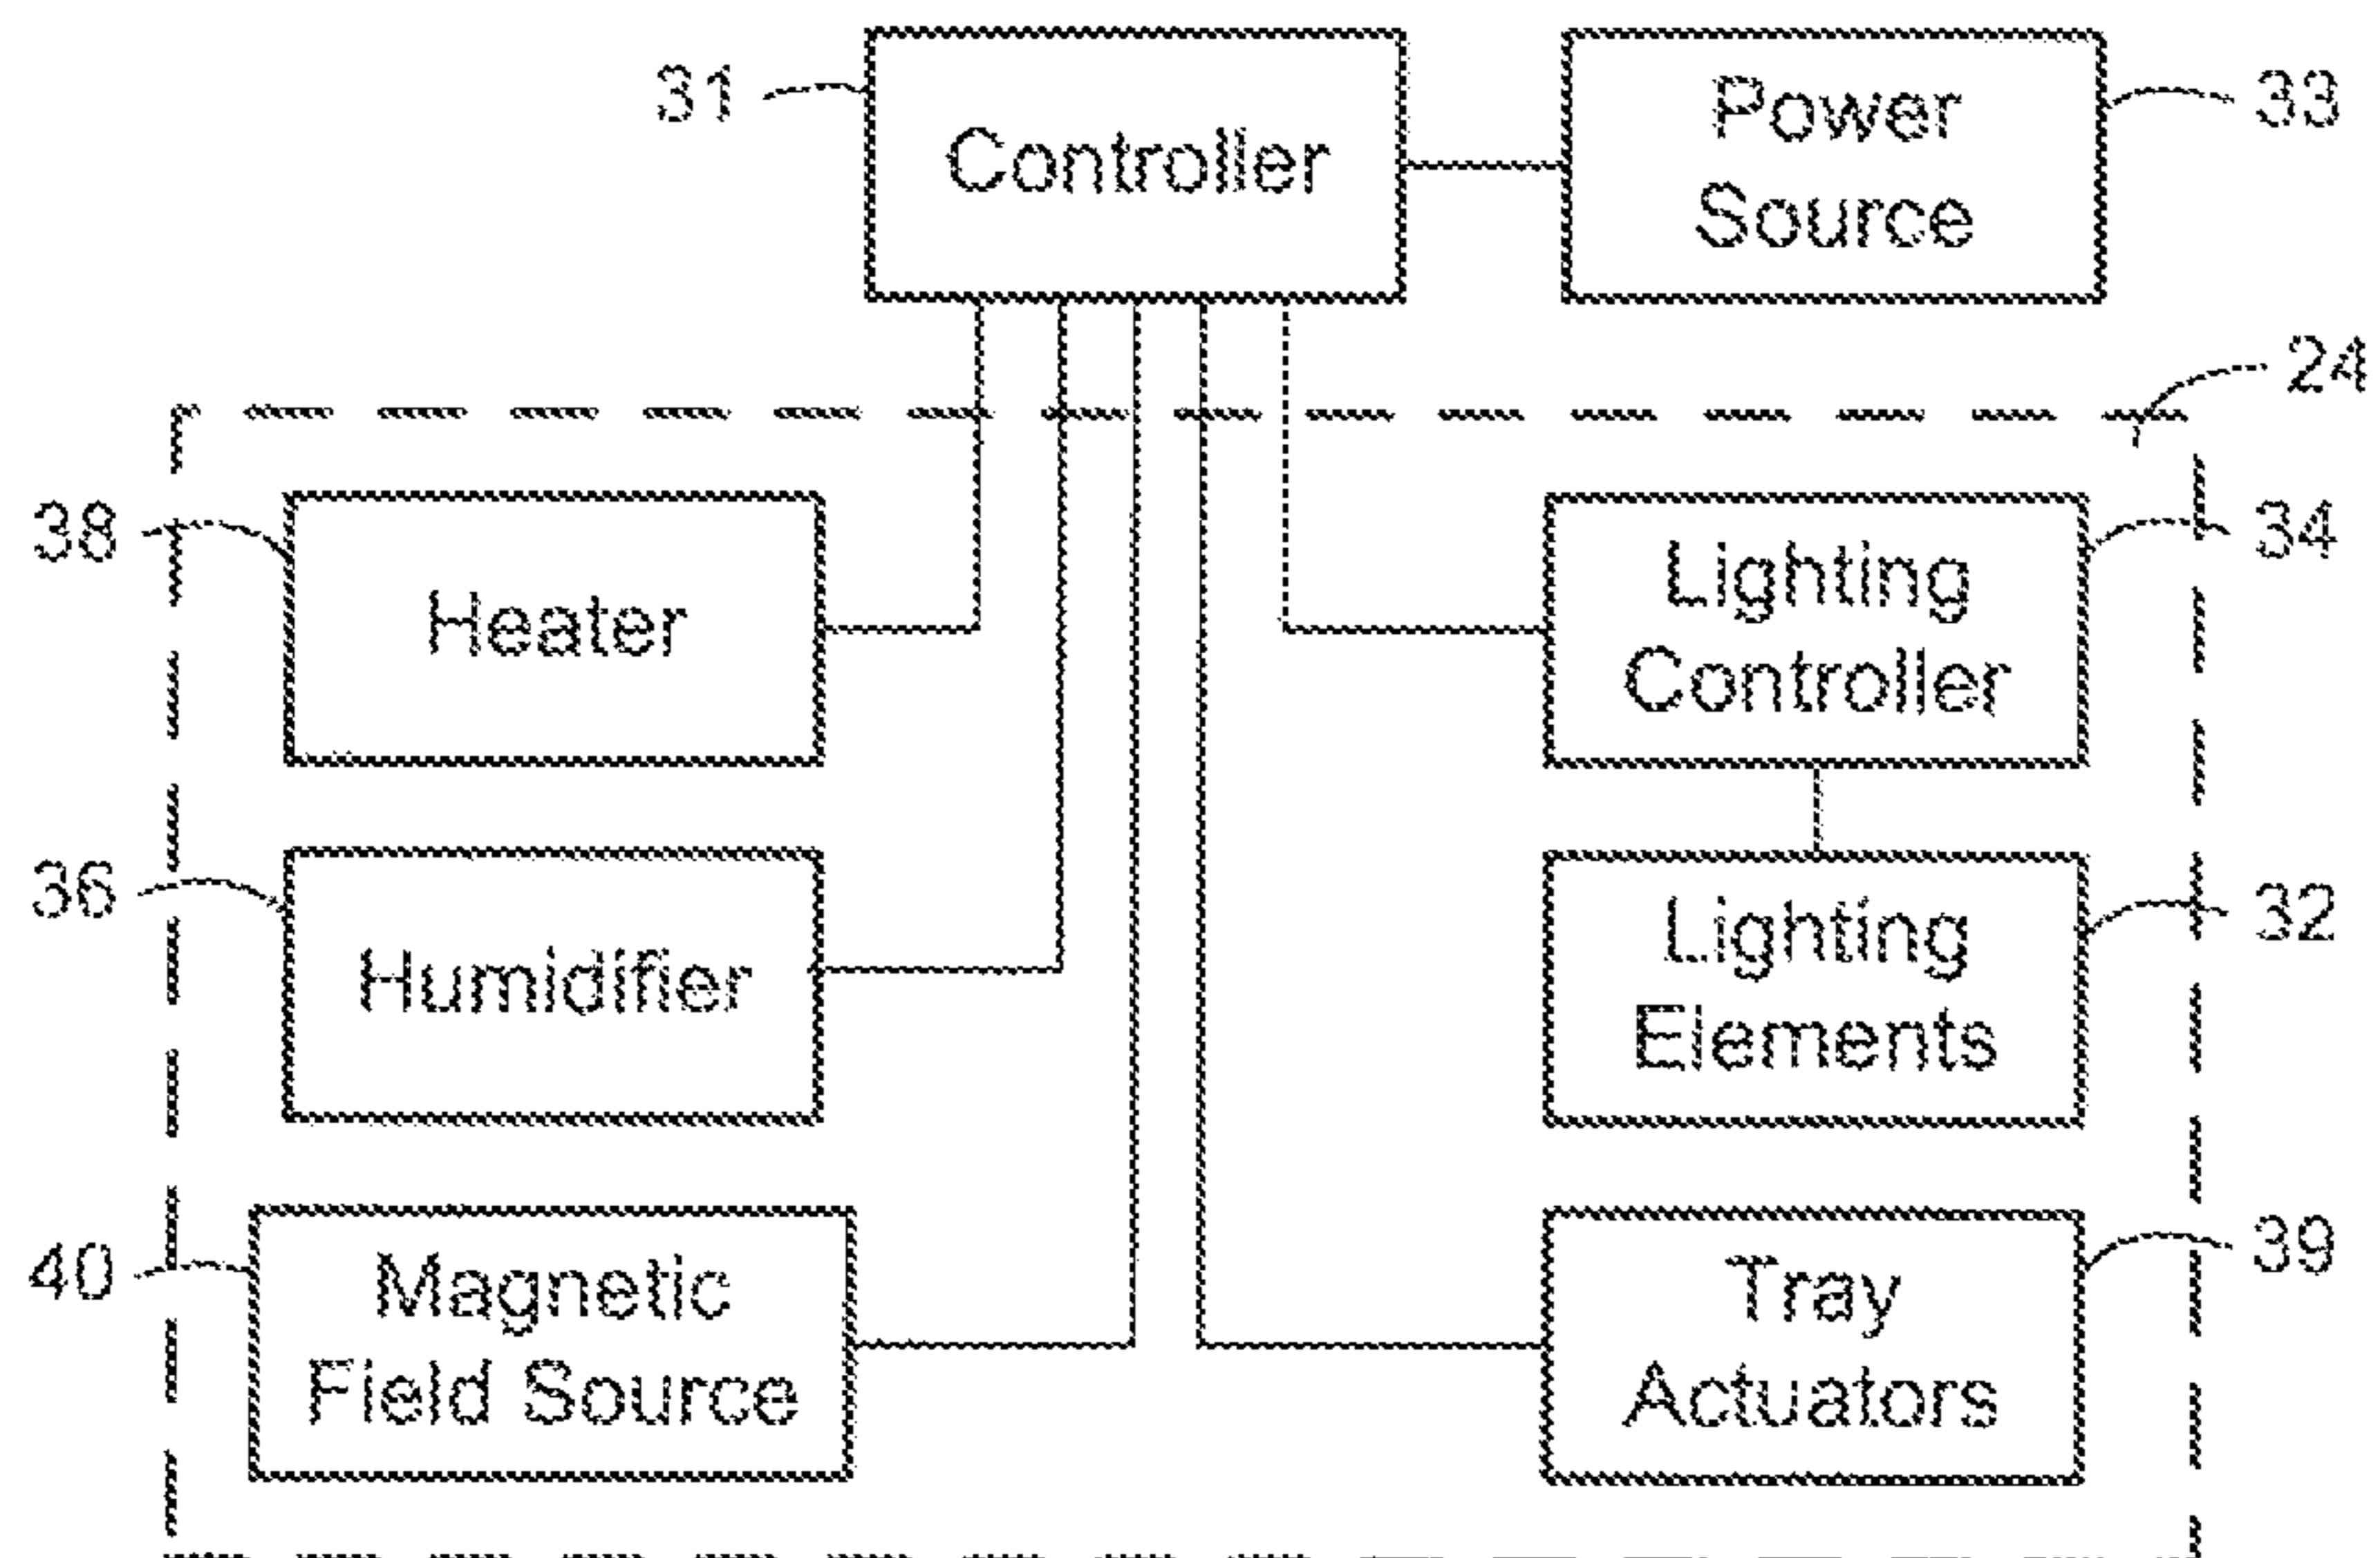 31
Controller
Power
Source
33
24
38
Heater
Lighting
Controller
34
36
Humidifier
Lighting
Elements
32
40
Magnetic
Field Source
Tray
Actuators
39